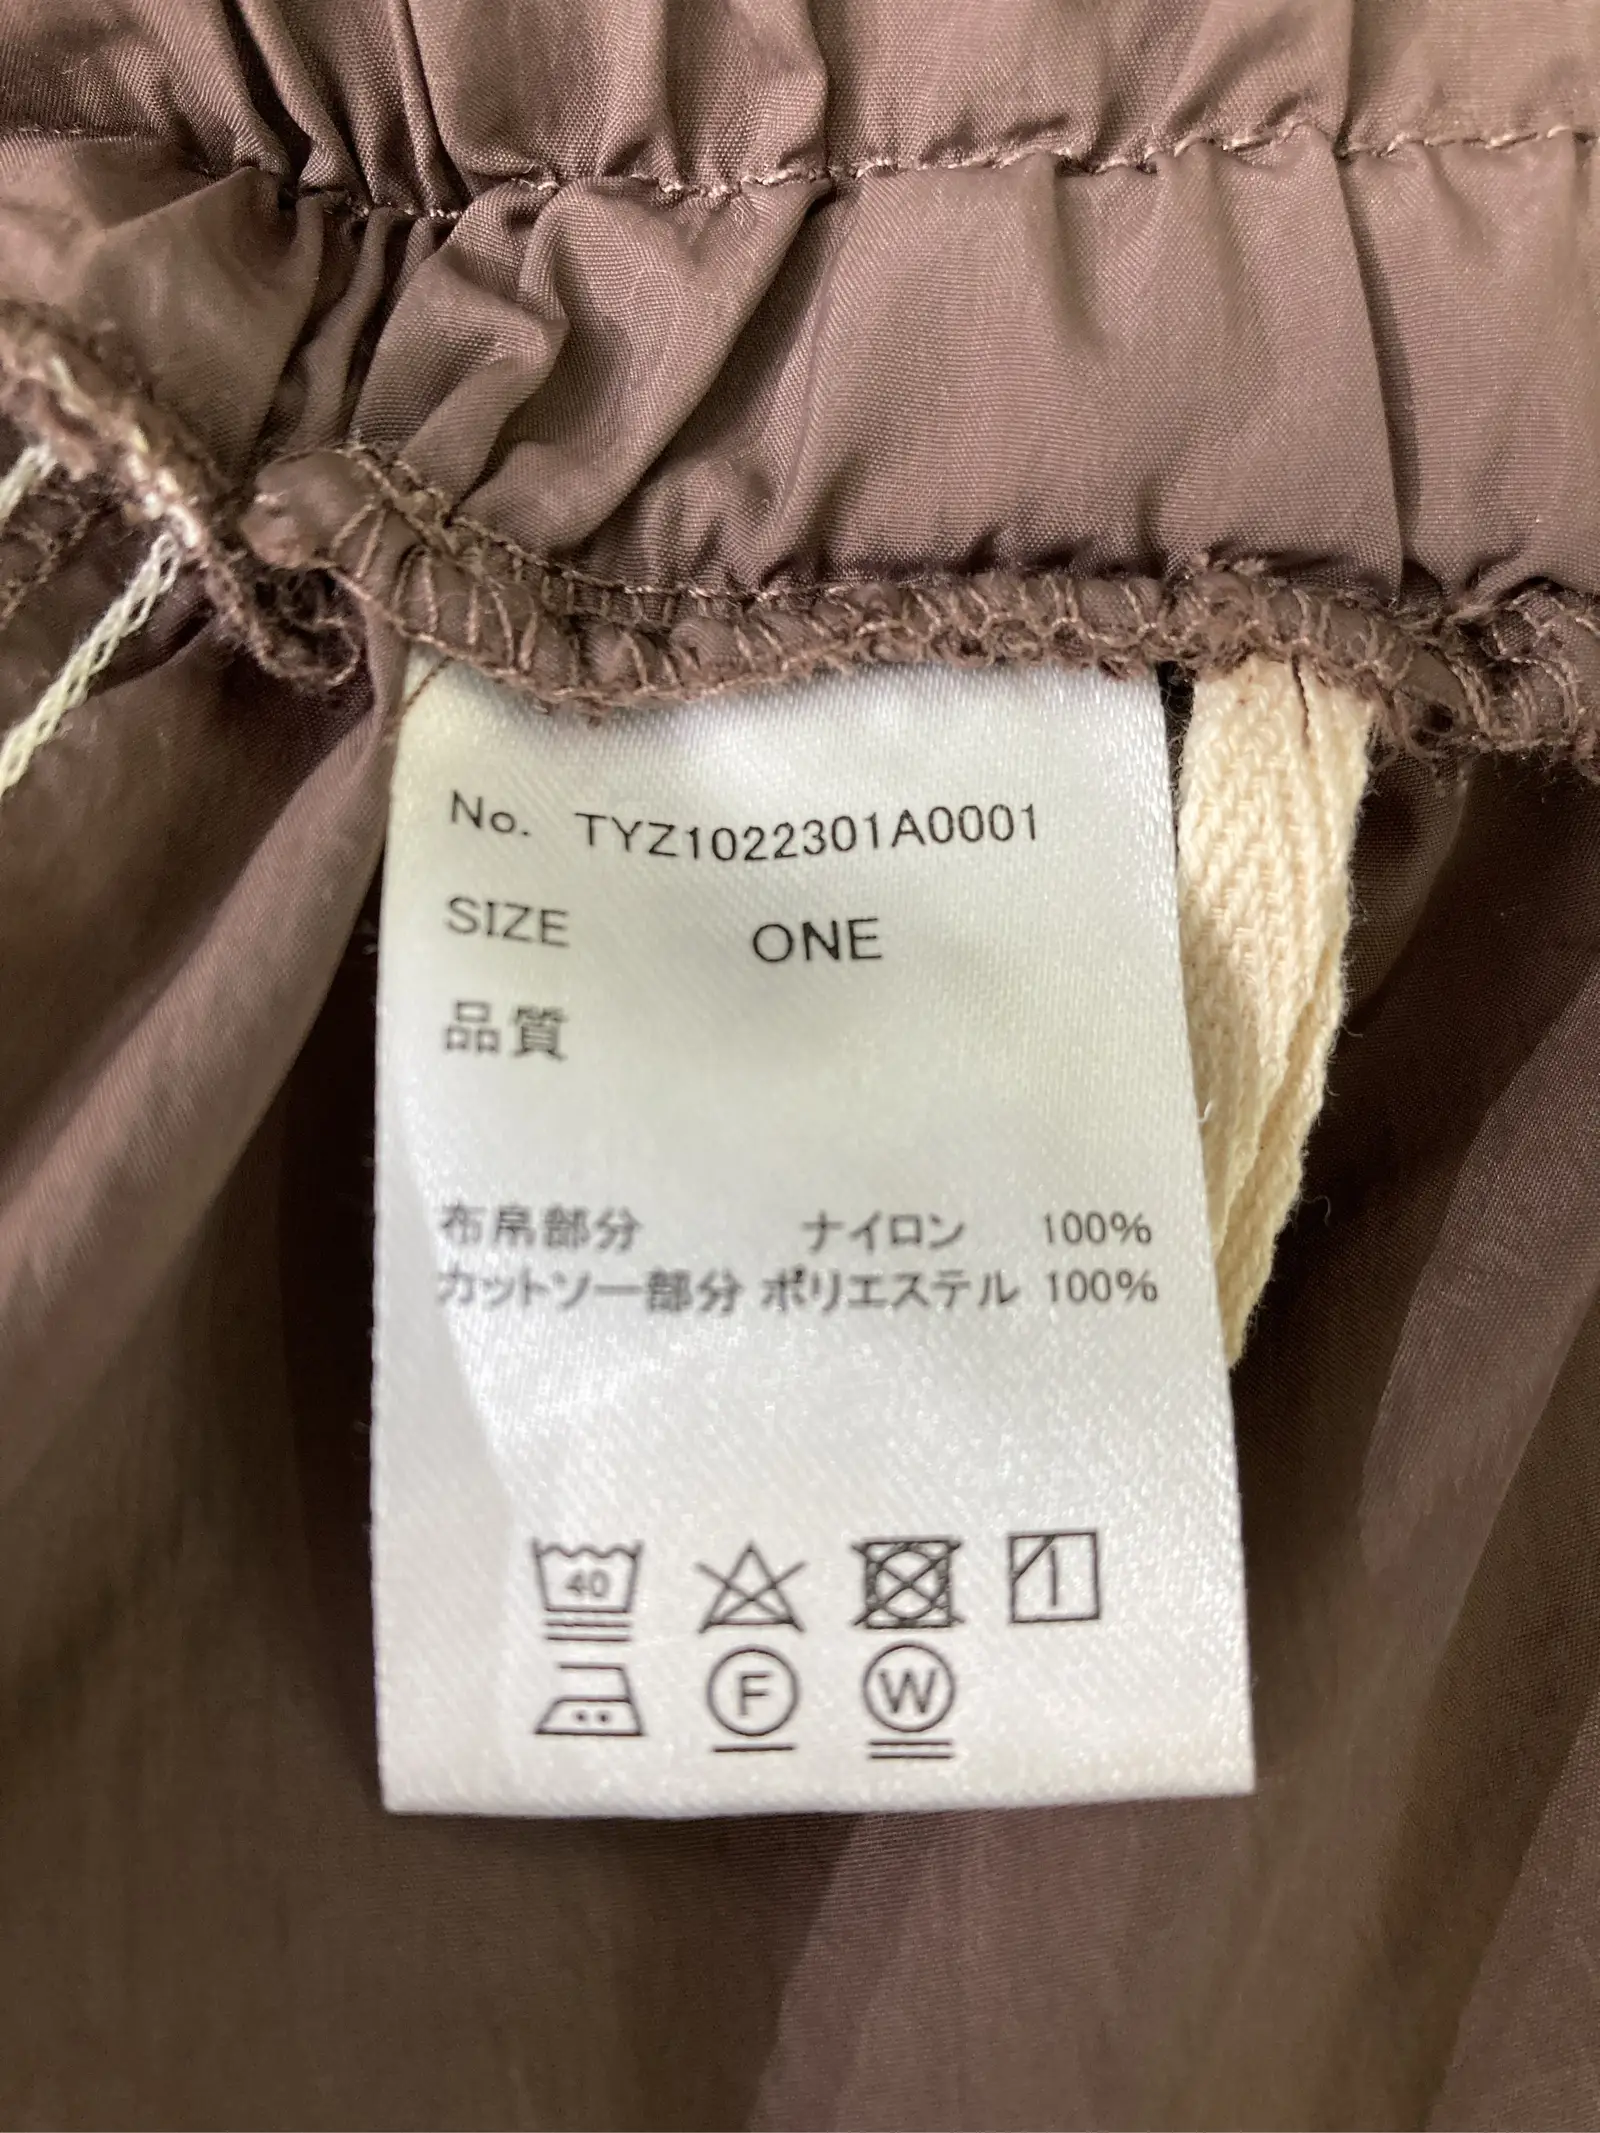 No. TYZ1022301A0001
SIZE ONE
品質
布帛部分 ナイロン 100%
カットソー部分 ポリエステル 100%
40
F W